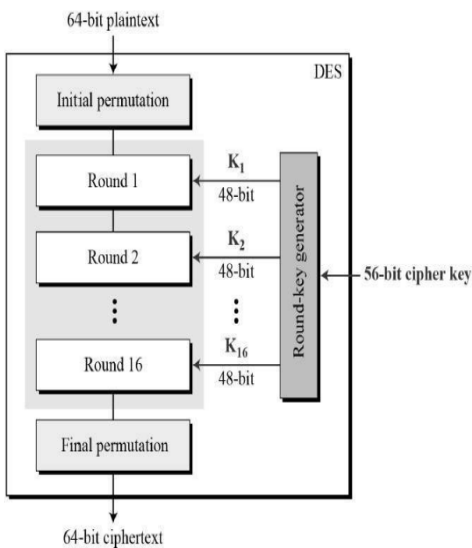 64-bit plaintext
DES
Initial permutation
Round 1
K1
48-bit
Round 2
K2
48-bit
Round-key generator
56-bit cipher key
Round 16
K16
48-bit
Final permutation
64-bit ciphertext